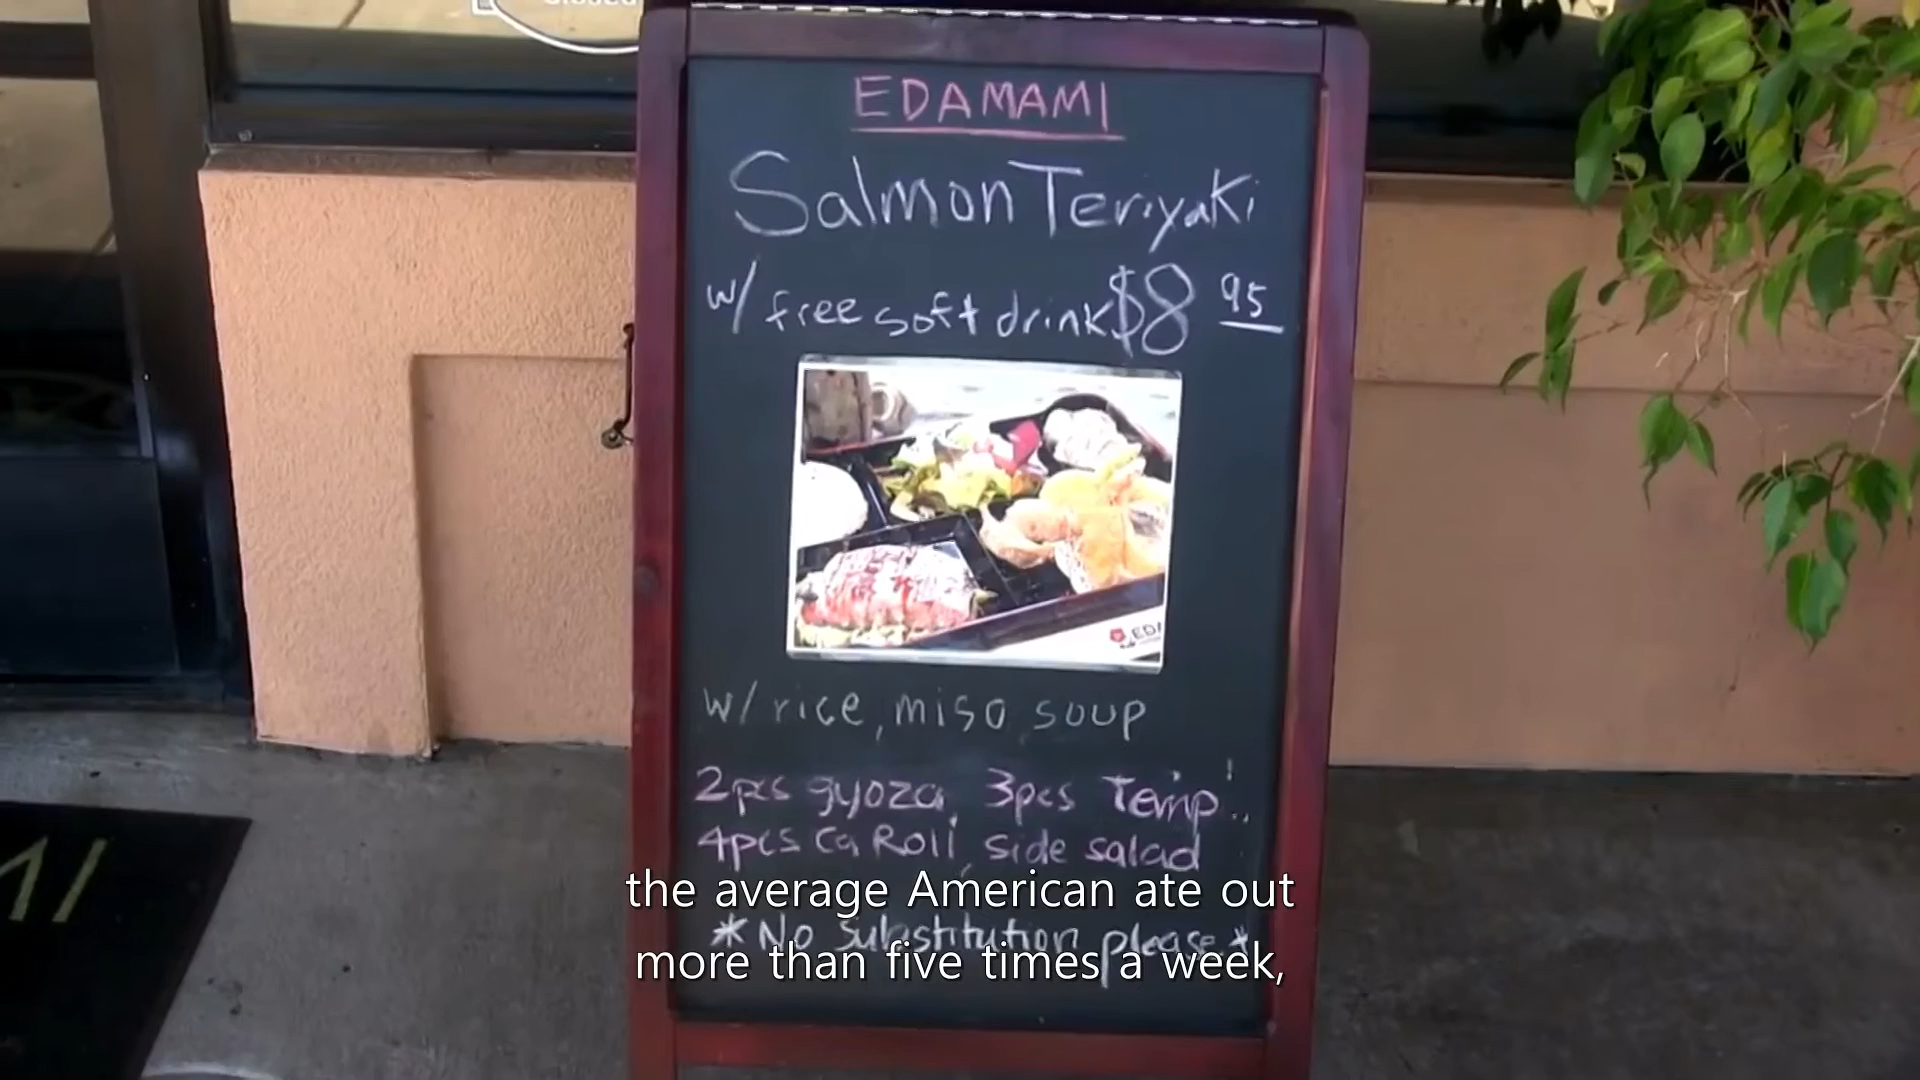 EDAMAMI
Salmon Teriyaki
w/ free soft drink $8 95
w/ rice, miso soup
2pcs gyoza, 3pcs Temp..
4pcs Ca Roll, side salad
the average American ate out
*No substitution please*
more than five times a week,